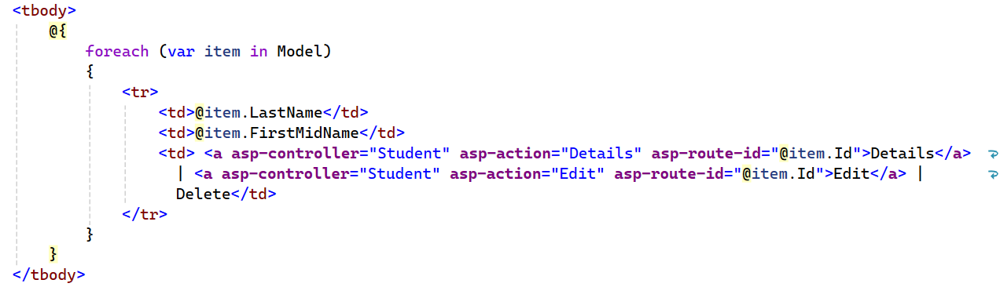 <tbody>
@{
foreach (var item in Model)
{
<tr>
<td>@item.LastName</td>
<td>@item.FirstMidName</td>
<td> <a asp-controller="Student" asp-action="Details" asp-route-id="@item.Id">Details</a>
| <a asp-controller="Student" asp-action="Edit" asp-route-id="@item.Id">Edit</a> |
Delete</td>
</tr>
}
}
</tbody>